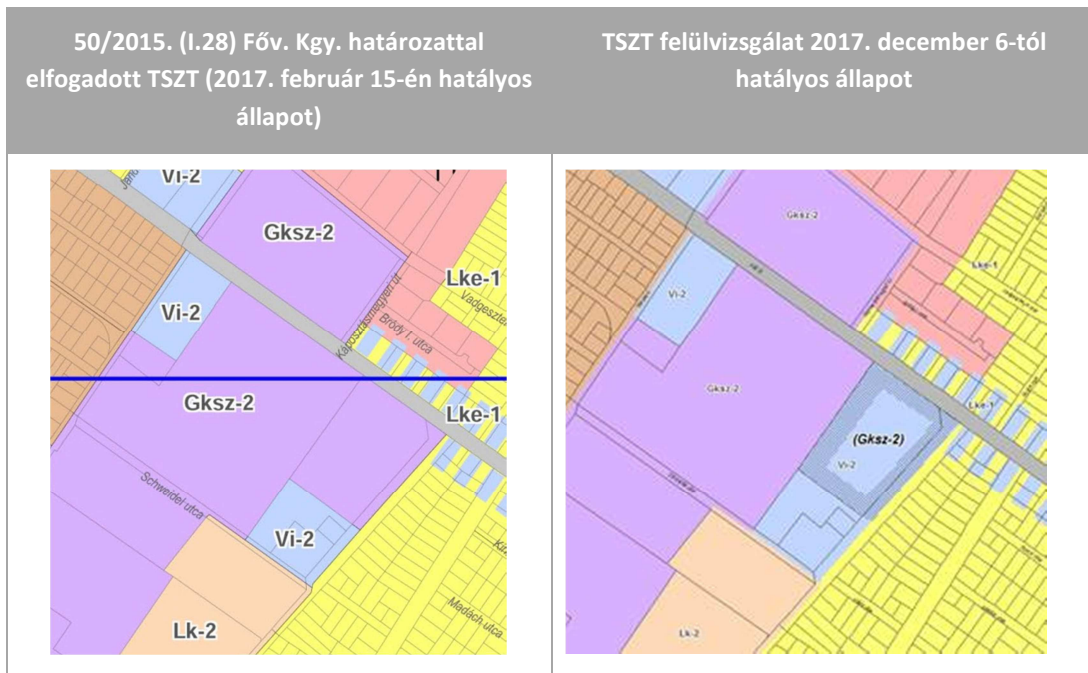 50/2015. (I.28) Főv. Kgy. határozattal
elfogadott TSZT (2017. február 15-én hatályos
állapot)
TSZT felülvizsgálat 2017. december 6-tól
hatályos állapot
Vi-2
Gksz-2
Lke-1
Vadgesztenye
Káposztásmegyeri út
Bródy I. utca
Vi-2
Gksz-2
Lke-1
Schweidel utca
Vi-2
Madách utca
Lk-2
Gksz-2
Lke-1
Vi-2
Gksz-2
Lke-1
(Gksz-2)
Vi-2
Lk-2